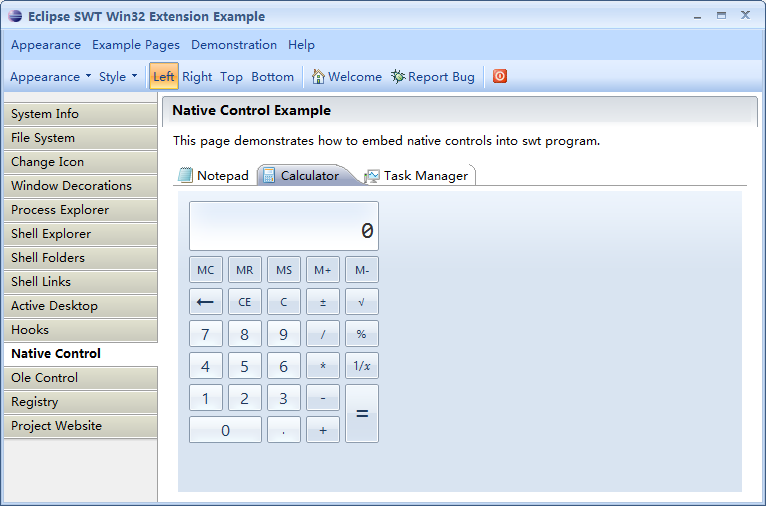 Eclipse SWT Win32 Extension Example
Appearance Example Pages Demonstration Help
Appearance Style Left Right Top Bottom Welcome Report Bug
System Info
File System
Change Icon
Window Decorations
Process Explorer
Shell Explorer
Shell Folders
Shell Links
Active Desktop
Hooks
Native Control
Ole Control
Registry
Project Website
Native Control Example
This page demonstrates how to embed native controls into swt program.
Notepad Calculator Task Manager
0
MC MR MS M+ M-
← CE C ± √
7 8 9 / %
4 5 6 * 1/x
1 2 3 - =
0 . +